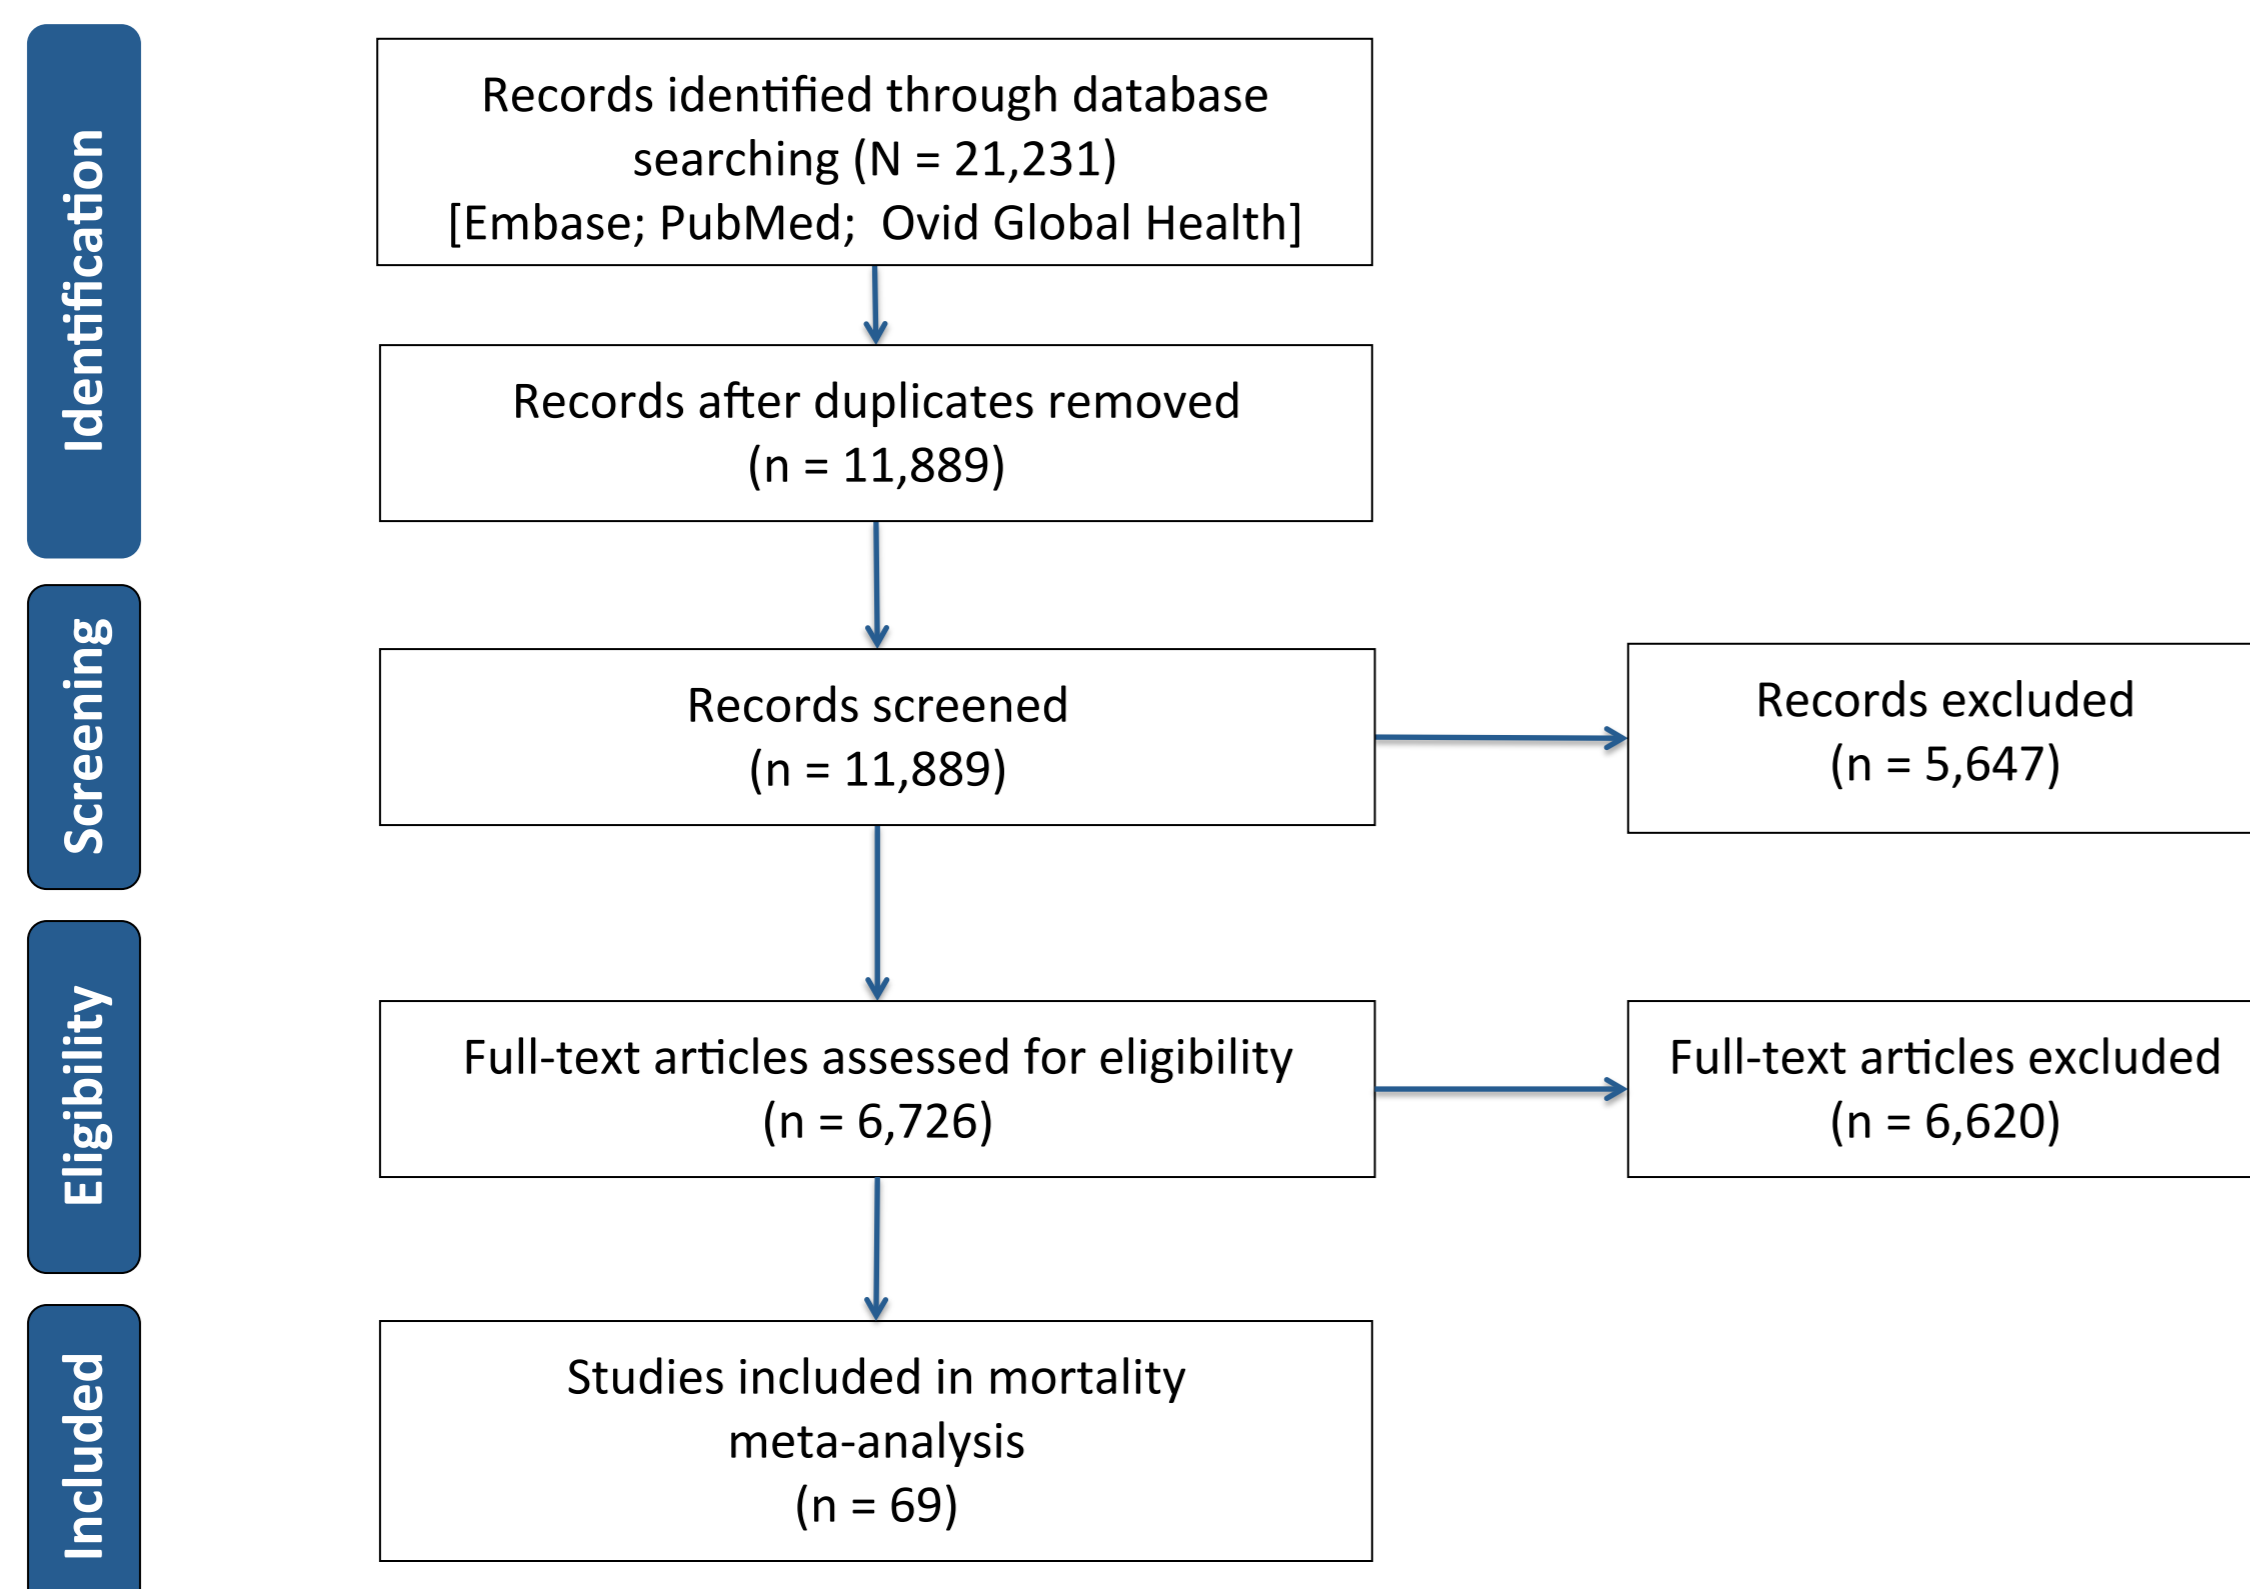 Identification
Records identified through database
searching (N = 21,231)
[Embase; PubMed;  Ovid Global Health]
Records after duplicates removed
(n = 11,889)
Screening
Records screened
(n = 11,889)
Records excluded
(n = 5,647)
Eligibility
Full-text articles assessed for eligibility
(n = 6,726)
Full-text articles excluded
(n = 6,620)
Included
Studies included in mortality
meta-analysis
(n = 69)